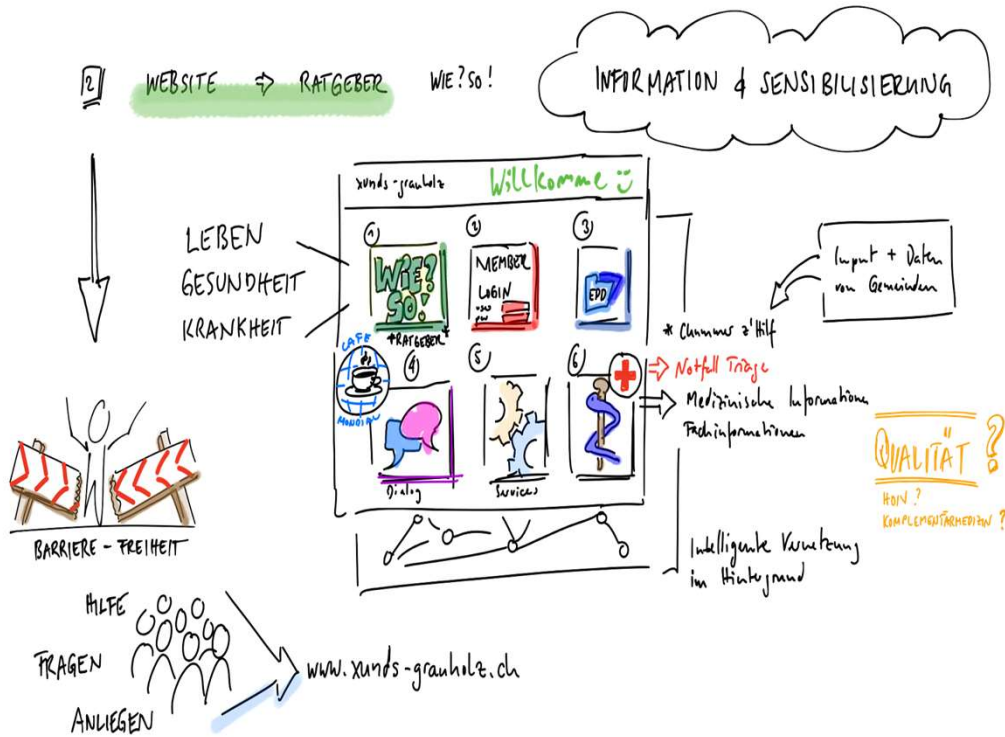 2 WEBSITE ⇒ RATGEBER WIE?SO!
INFORMATION & SENSIBILISIERUNG
xunds-grauholz Willkomme
LEBEN
GESUNDHEIT
KRANKHEIT
1
WIE?
SO!
*RATGEBER*
2
MEMBER
LOGIN
PW
3
EPD
Input + Daten
von Gemeinden
* Chummer z'Hilf
⇒ Notfall Triage
⇒ Medizinische Informationen
Fachinformationen
CAFE
MONDIAL
4
Dialog
5
Services
6
QUALITÄT?
HON?
KOMPLEMENTÄRMEDIZIN?
BARRIERE-FREIHEIT
Intelligente Vernetzung
im Hintergrund
HILFE
FRAGEN
ANLIEGEN
www.xunds-grauholz.ch